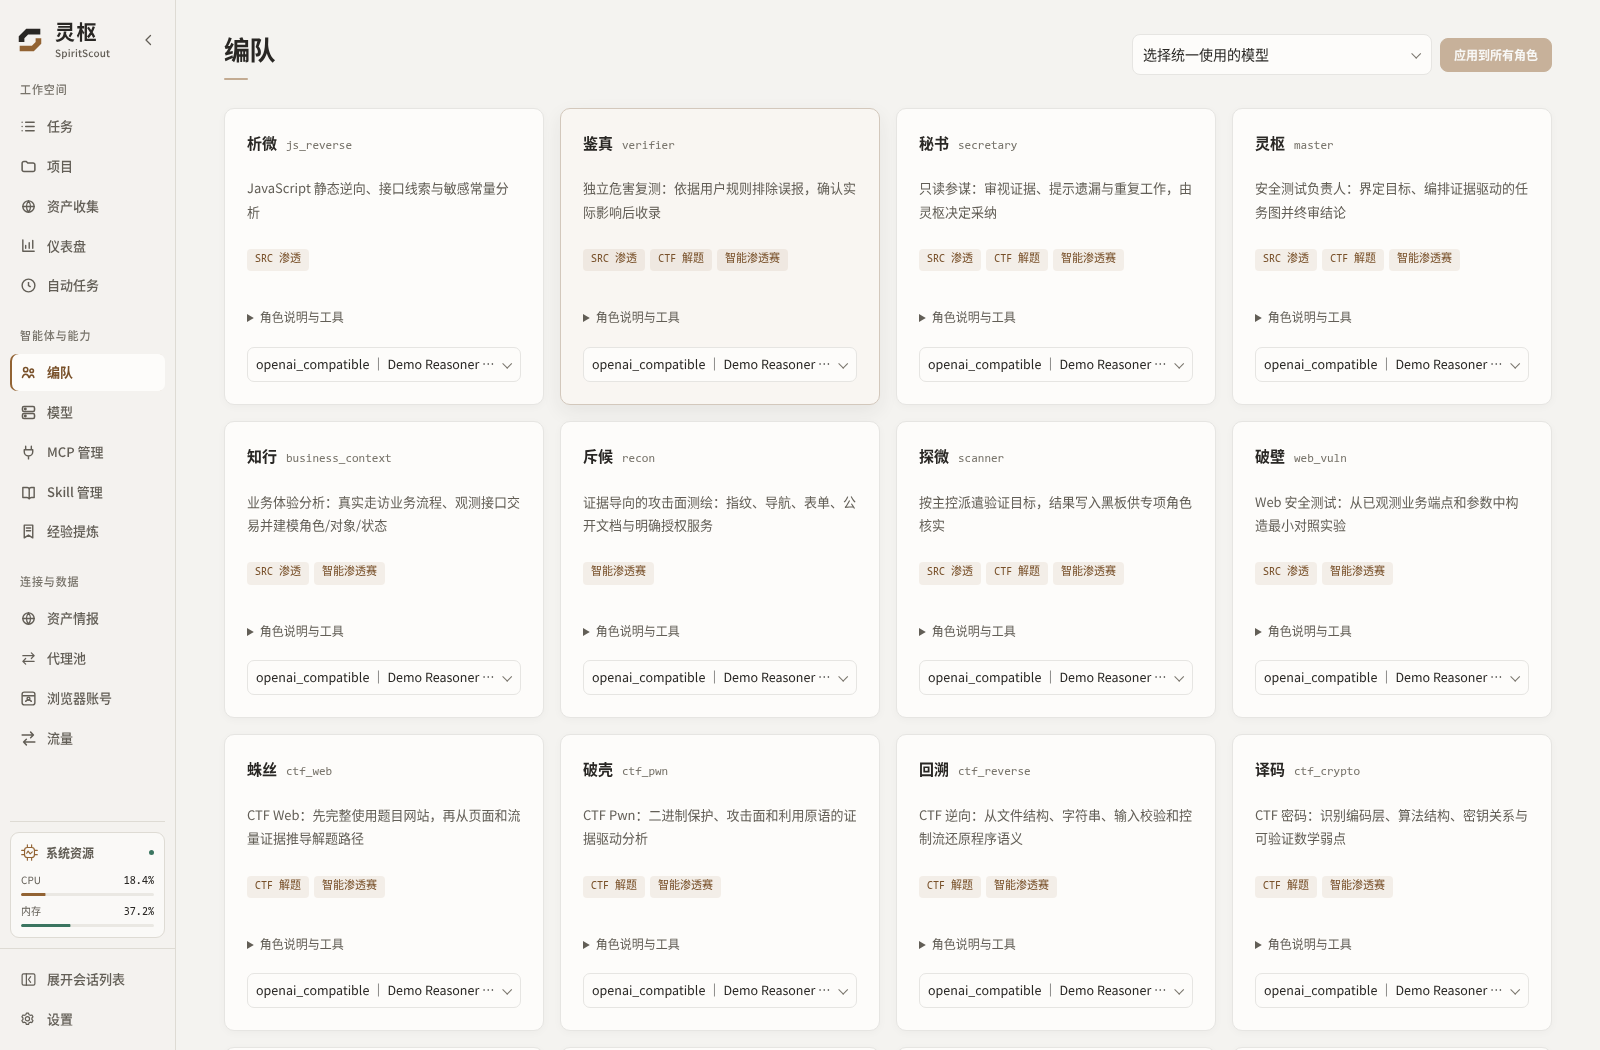 灵枢
SpiritScout
工作空间
任务
项目
资产收集
仪表盘
自动任务
智能体与能力
编队
模型
MCP 管理
Skill 管理
经验提炼
连接与数据
资产情报
代理池
浏览器账号
流量
系统资源
CPU 18.4%
内存 37.2%
展开会话列表
设置
编队
选择统一使用的模型
应用到所有角色
析微 js_reverse
JavaScript 静态逆向、接口线索与敏感常量分
析
SRC 渗透
角色说明与工具
openai_compatible | Demo Reasoner ···
鉴真 verifier
独立危害复测：依据用户规则排除误报，确认实
际影响后收录
SRC 渗透 CTF 解题 智能渗透赛
角色说明与工具
openai_compatible | Demo Reasoner ···
秘书 secretary
只读参谋：审视证据、提示遗漏与重复工作，由
灵枢决定采纳
SRC 渗透 CTF 解题 智能渗透赛
角色说明与工具
openai_compatible | Demo Reasoner ···
灵枢 master
安全测试负责人：界定目标、编排证据驱动的任
务图并终审结论
SRC 渗透 CTF 解题 智能渗透赛
角色说明与工具
openai_compatible | Demo Reasoner ···
知行 business_context
业务体验分析：真实走访业务流程、观测接口交
易并建模角色/对象/状态
SRC 渗透 智能渗透赛
角色说明与工具
openai_compatible | Demo Reasoner ···
斥候 recon
证据导向的攻击面测绘：指纹、导航、表单、公
开文档与明确授权服务
智能渗透赛
角色说明与工具
openai_compatible | Demo Reasoner ···
探微 scanner
按主控派遣验证目标，结果写入黑板供专项角色
核实
SRC 渗透 CTF 解题 智能渗透赛
角色说明与工具
openai_compatible | Demo Reasoner ···
破壁 web_vuln
Web 安全测试：从已观测业务端点和参数中构
造最小对照实验
SRC 渗透 智能渗透赛
角色说明与工具
openai_compatible | Demo Reasoner ···
蛛丝 ctf_web
CTF Web：先完整使用题目网站，再从页面和流
量证据推导解题路径
CTF 解题 智能渗透赛
角色说明与工具
openai_compatible | Demo Reasoner ···
破壳 ctf_pwn
CTF Pwn：二进制保护、攻击面和利用原语的证
据驱动分析
CTF 解题 智能渗透赛
角色说明与工具
openai_compatible | Demo Reasoner ···
回溯 ctf_reverse
CTF 逆向：从文件结构、字符串、输入校验和控
制流还原程序语义
CTF 解题 智能渗透赛
角色说明与工具
openai_compatible | Demo Reasoner ···
译码 ctf_crypto
CTF 密码：识别编码层、算法结构、密钥关系与
可验证数学弱点
CTF 解题 智能渗透赛
角色说明与工具
openai_compatible | Demo Reasoner ···